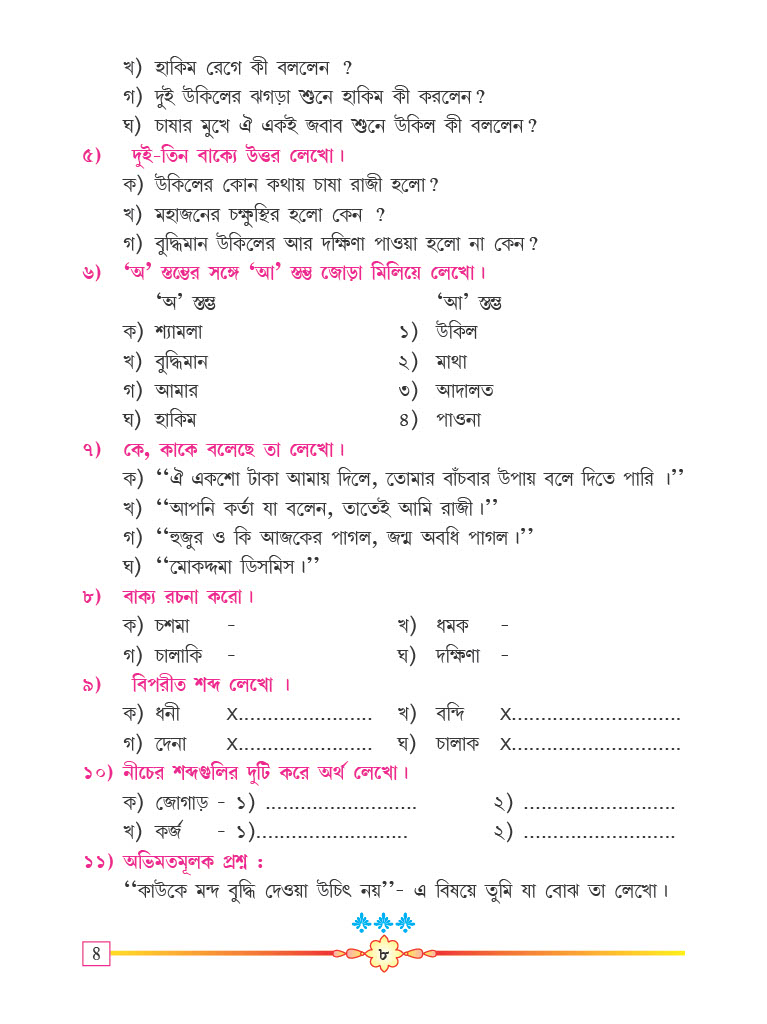 খ) হাকিম রেগে কী বললেন ?
গ) দুই উকিলের ঝগড়া শুনে হাকিম কী করলেন?
ঘ) চাষার মুখে ঐ একই জবাব শুনে উকিল কী বললেন?
৫) দুই-তিন বাক্যে উত্তর লেখো।
ক) উকিলের কোন কথায় চাষা রাজী হলো?
খ) মহাজনের চক্ষুস্থির হলো কেন ?
গ) বুদ্ধিমান উকিলের আর দক্ষিণা পাওয়া হলো না কেন?
৬) ‘অ’ স্তম্ভের সঙ্গে ‘আ’ স্তম্ভ জোড়া মিলিয়ে লেখো।
‘অ’ স্তম্ভ ‘আ’ স্তম্ভ
ক) শ্যামলা ১) উকিল
খ) বুদ্ধিমান ২) মাথা
গ) আমার ৩) আদালত
ঘ) হাকিম ৪) পাওনা
৭) কে, কাকে বলেছে তা লেখো।
ক) ‘‘ঐ একশো টাকা আমায় দিলে, তোমার বাঁচবার উপায় বলে দিতে পারি ।’’
খ) ‘‘আপনি কর্তা যা বলেন, তাতেই আমি রাজী।’’
গ) ‘‘হুজুর ও কি আজকের পাগল, জন্ম অবধি পাগল।’’
ঘ) ‘‘মোকদ্দমা ডিসমিস।’’
৮) বাক্য রচনা করো।
ক) চশমা - খ) ধমক -
গ) চালাকি - ঘ) দক্ষিণা -
৯) বিপরীত শব্দ লেখো ।
ক) ধনী X....................... খ) বন্দি X.............................
গ) দেনা X....................... ঘ) চালাক X.............................
১০) নীচের শব্দগুলির দুটি করে অর্থ লেখো।
ক) জোগাড় - ১) .......................... ২) ..........................
খ) কর্জ - ১).......................... ২) ..........................
১১) অভিমতমূলক প্রশ্ন :
‘‘কাউকে মন্দ বুদ্ধি দেওয়া উচিৎ নয়’’- এ বিষয়ে তুমি যা বোঝ তা লেখো।
8 ৮